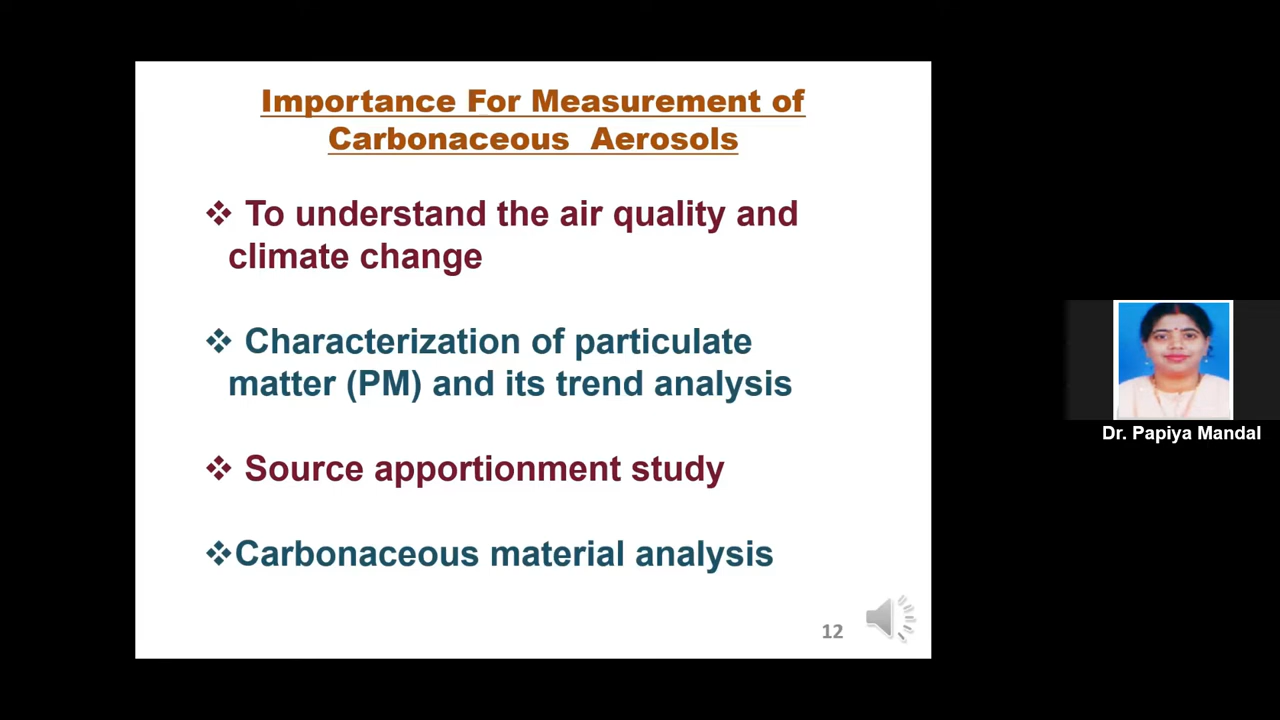 Importance For Measurement of
Carbonaceous Aerosols
❖ To understand the air quality and
climate change
❖ Characterization of particulate
matter (PM) and its trend analysis
❖ Source apportionment study
❖Carbonaceous material analysis
12
Dr. Papiya Mandal